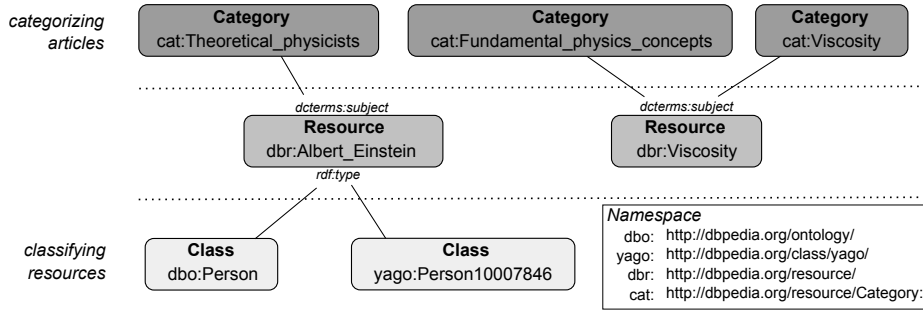 categorizing
articles
Category
cat:Theoretical_physicists
Category
cat:Fundamental_physics_concepts
Category
cat:Viscosity
dcterms:subject
dcterms:subject
Resource
dbr:Albert_Einstein
Resource
dbr:Viscosity
rdf:type
classifying
resources
Class
dbo:Person
Class
yago:Person10007846
Namespace
dbo: http://dbpedia.org/ontology/
yago: http://dbpedia.org/class/yago/
dbr: http://dbpedia.org/resource/
cat: http://dbpedia.org/resource/Category: